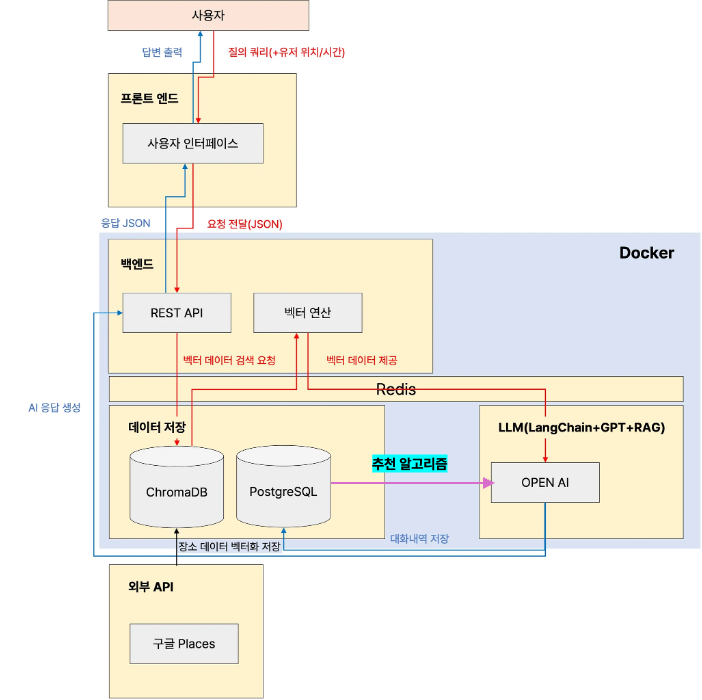 사용자
답변 출력
질의 쿼리(+유저 위치/시간)
프론트 엔드
사용자 인터페이스
응답 JSON
요청 전달(JSON)
Docker
백엔드
REST API
벡터 연산
벡터 데이터 검색 요청
벡터 데이터 제공
Redis
AI 응답 생성
데이터 저장
LLM(LangChain+GPT+RAG)
추천 알고리즘
ChromaDB
PostgreSQL
OPEN AI
대화내역 저장
장소 데이터 벡터화 저장
외부 API
구글 Places